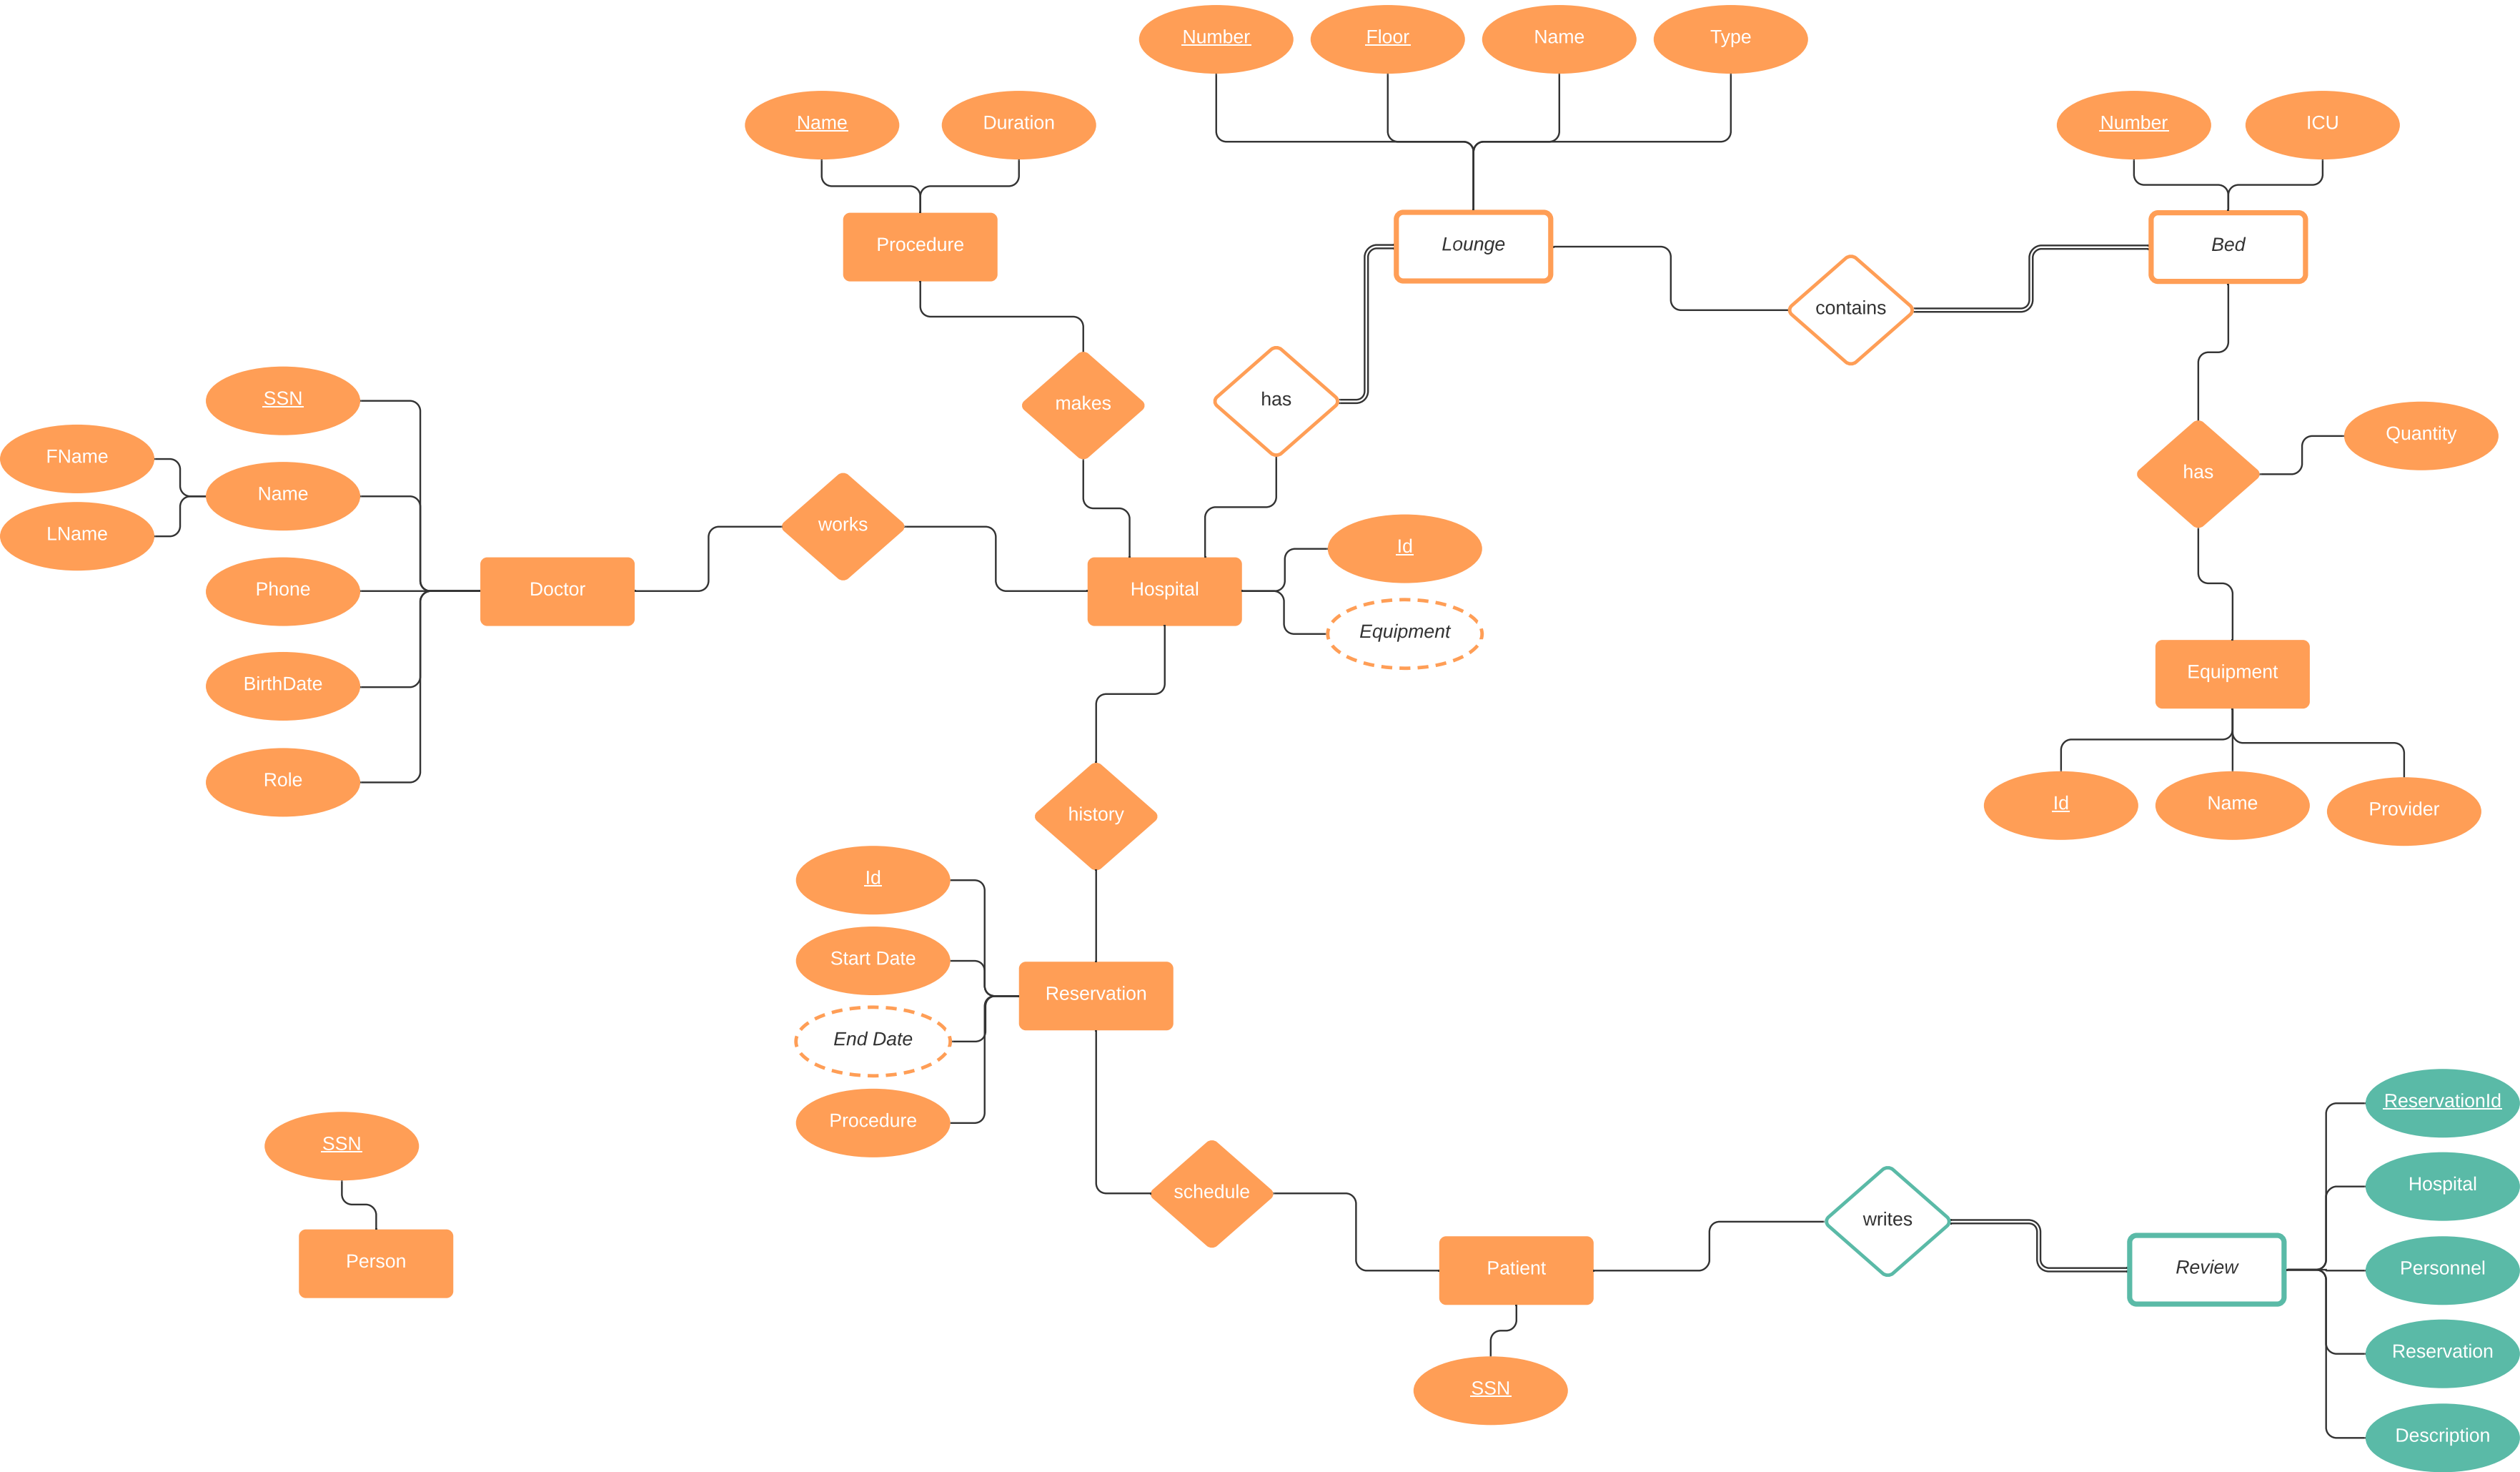 Number
Floor
Name
Type
Name
Duration
Number
ICU
Procedure
Lounge
Bed
contains
makes
has
SSN
FName
Name
LName
Phone
BirthDate
Role
Doctor
works
Hospital
Id
Equipment
has
Quantity
Equipment
Id
Name
Provider
history
Id
Start Date
End Date
Procedure
Reservation
SSN
Person
schedule
Patient
SSN
writes
Review
ReservationId
Hospital
Personnel
Reservation
Description